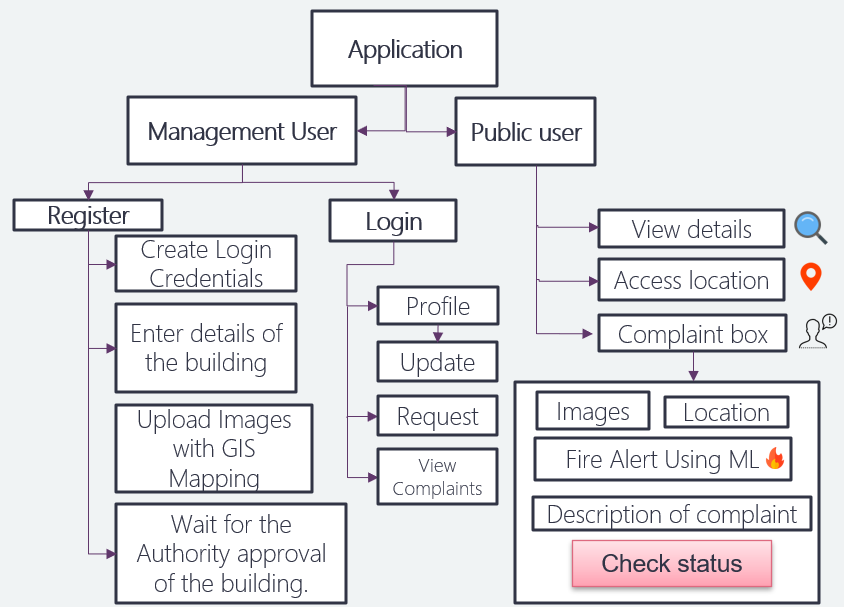 Application
Management User
Public user
Register
Login
Create Login
Credentials
Enter details of
the building
Upload Images
with GIS
Mapping
Wait for the
Authority approval
of the building.
Profile
Update
Request
View
Complaints
View details
Access location
Complaint box
Images
Location
Fire Alert Using ML
Description of complaint
Check status